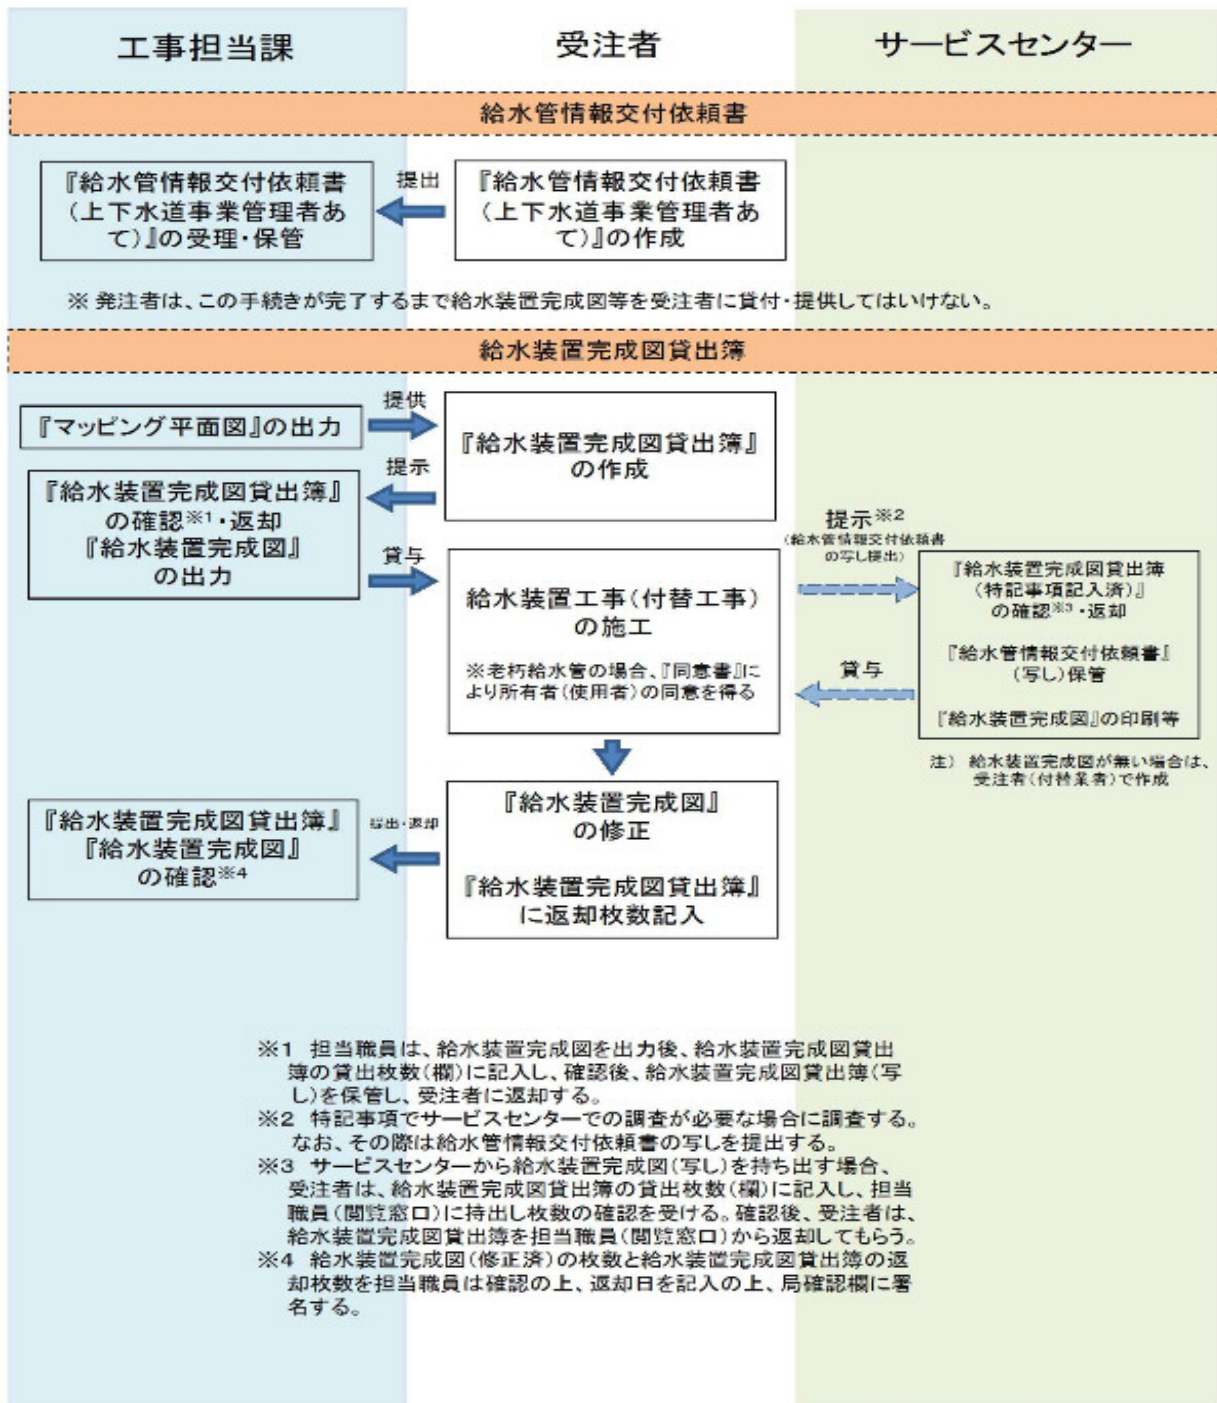 工事担当課
受注者
サービスセンター
給水管情報交付依頼書
『給水管情報交付依頼書
(上下水道事業管理者あ
て)』の受理・保管
提出
『給水管情報交付依頼書
(上下水道事業管理者あ
て)』の作成
※ 発注者は、この手続きが完了するまで給水装置完成図等を受注者に貸付・提供してはいけない。
給水装置完成図貸出簿
『マッピング平面図』の出力
提供
『給水装置完成図貸出簿』
の作成
提示
『給水装置完成図貸出簿』
の確認※1・返却
『給水装置完成図』
の出力
貸与
給水装置工事(付替工事)
の施工
※老朽給水管の場合、『同意書』に
より所有者(使用者)の同意を得る
提示※2
(給水管情報交付依頼書
の写し提出)
『給水装置完成図貸出簿
(特記事項記入済)』
の確認※3・返却
『給水管情報交付依頼書』
(写し)保管
『給水装置完成図』の印刷等
貸与
注) 給水装置完成図が無い場合は、
受注者(付替業者)で作成
『給水装置完成図』
の修正
『給水装置完成図貸出簿』
に返却枚数記入
提出・返却
『給水装置完成図貸出簿』
『給水装置完成図』
の確認※4
※1 担当職員は、給水装置完成図を出力後、給水装置完成図貸出
簿の貸出枚数(欄)に記入し、確認後、給水装置完成図貸出簿(写
し)を保管し、受注者に返却する。
※2 特記事項でサービスセンターでの調査が必要な場合に調査する。
なお、その際は給水管情報交付依頼書の写しを提出する。
※3 サービスセンターから給水装置完成図(写し)を持ち出す場合、
受注者は、給水装置完成図貸出簿の貸出枚数(欄)に記入し、担当
職員(閲覧窓口)に持出し枚数の確認を受ける。確認後、受注者は、
給水装置完成図貸出簿を担当職員(閲覧窓口)から返却してもらう。
※4 給水装置完成図(修正済)の枚数と給水装置完成図貸出簿の返
却枚数を担当職員は確認の上、返却日を記入の上、局確認欄に署
名する。